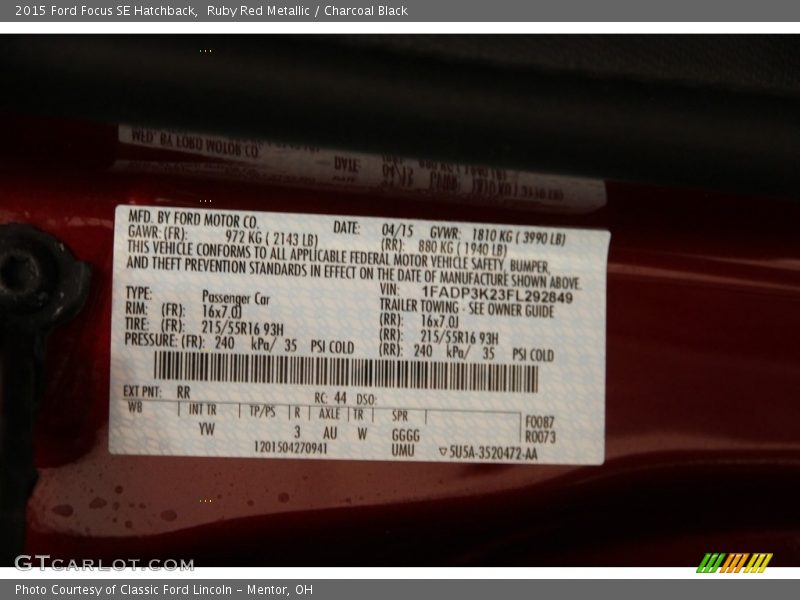 2015 Ford Focus SE Hatchback, Ruby Red Metallic / Charcoal Black
MFD. BY FORD MOTOR CO.
DATE: 04/15 GVWR: 1810 KG ( 3990 LB)
GAWR: (FR): 972 KG ( 2143 LB) (RR): 880 KG ( 1940 LB)
THIS VEHICLE CONFORMS TO ALL APPLICABLE FEDERAL MOTOR VEHICLE SAFETY, BUMPER,
AND THEFT PREVENTION STANDARDS IN EFFECT ON THE DATE OF MANUFACTURE SHOWN ABOVE.
VIN: 1FADP3K23FL292849
TYPE: Passenger Car TRAILER TOWING - SEE OWNER GUIDE
RIM: (FR): 16x7.0J (RR): 16x7.0J
TIRE: (FR): 215/55R16 93H (RR): 215/55R16 93H
PRESSURE: (FR): 240 kPa/ 35 PSI COLD (RR): 240 kPa/ 35 PSI COLD
EXT PNT: RR RC: 44 DSO:
WB INT TR TP/PS R AXLE TR SPR F0087
YW 3 AU W GGGG R0073
1201504270941 UMU ▽5U5A-3520472-AA
GTCARLOT.COM
Photo Courtesy of Classic Ford Lincoln – Mentor, OH